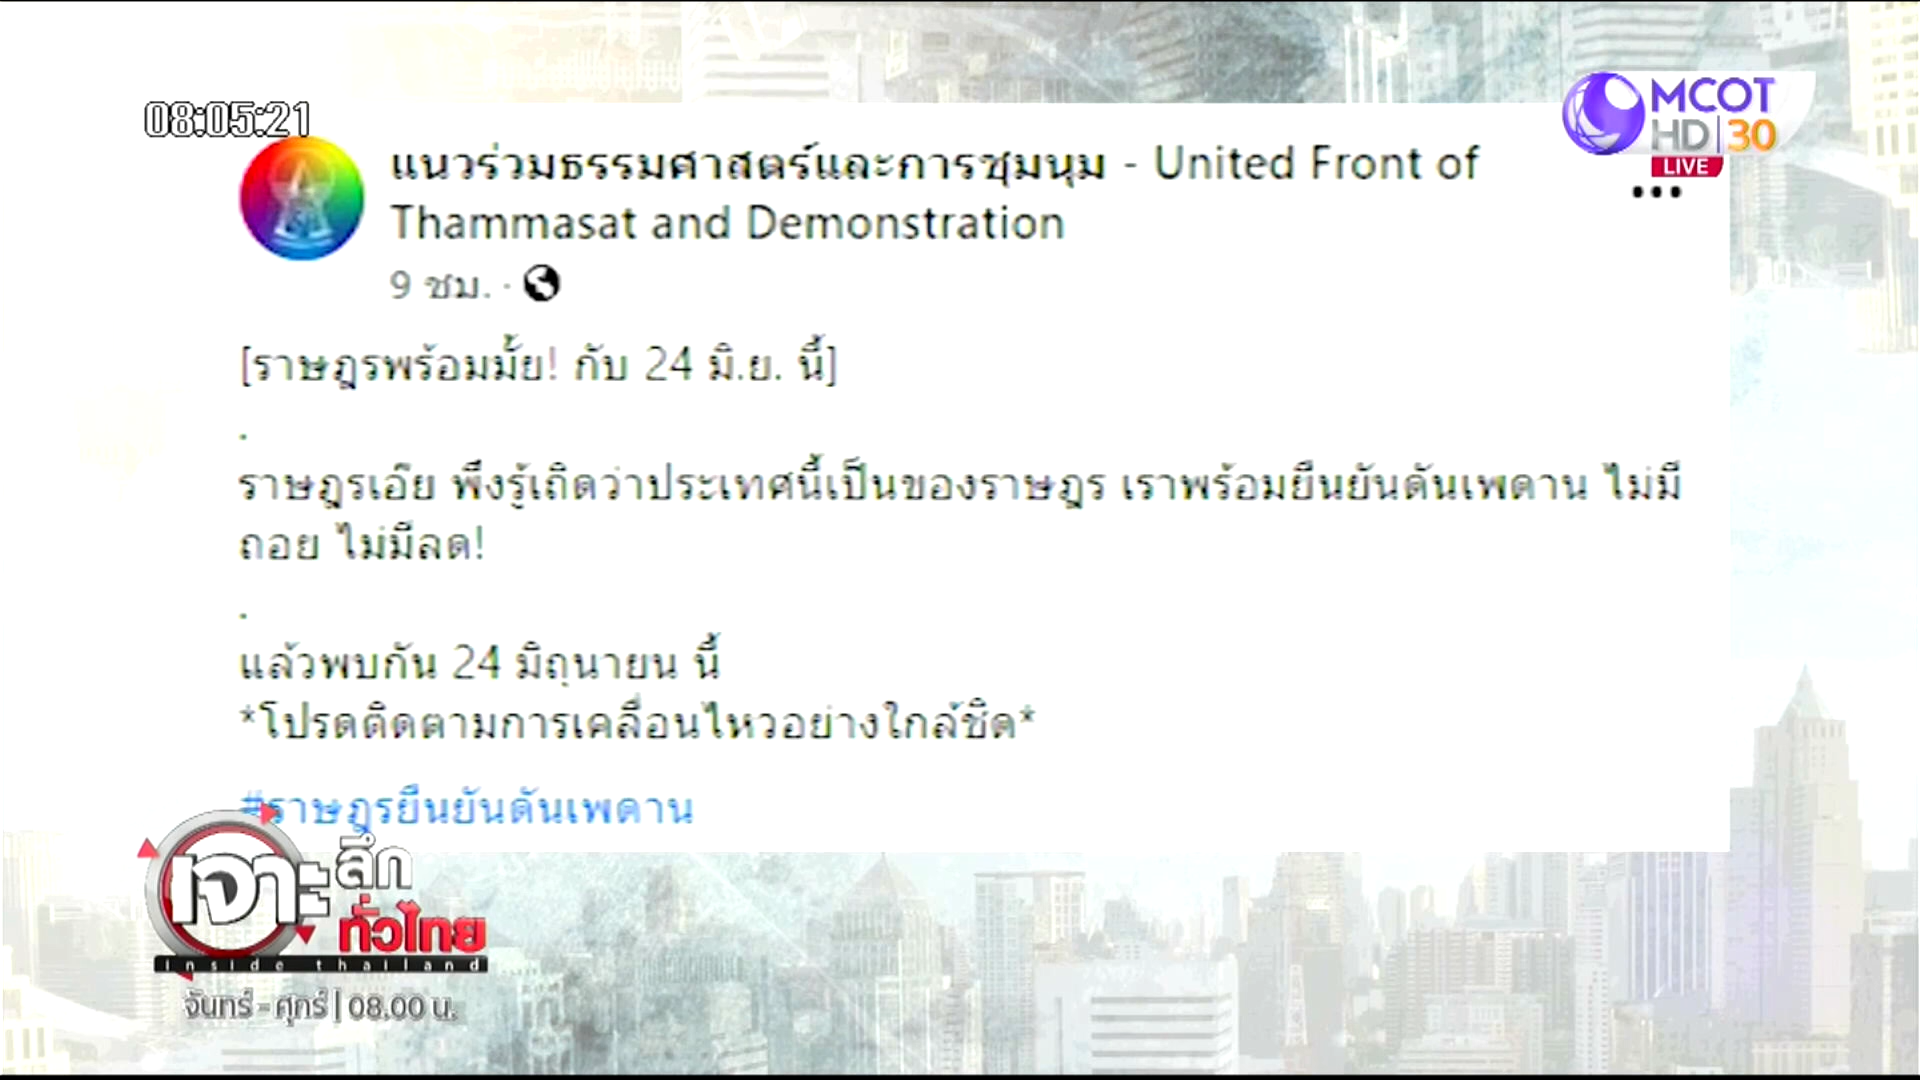 08:05:21
MCOT
HD 30
LIVE
แนวร่วมธรรมศาสตร์และการชุมนุม - United Front of
Thammasat and Demonstration
9 ชม. ·
[ราษฎรพร้อมมั้ย! กับ 24 มิ.ย. นี้]
.
ราษฎรเอ๊ย พึงรู้เถิดว่าประเทศนี้เป็นของราษฎร เราพร้อมยืนยันดันเพดาน ไม่มี
ถอย ไม่มีลด!
.
แล้วพบกัน 24 มิถุนายน นี้
*โปรดติดตามการเคลื่อนไหวอย่างใกล้ชิด*
#ราษฎรยืนยันดันเพดาน
เจาะลึก
ทั่วไทย
inside thailand
จันทร์ - ศุกร์ | 08.00 น.